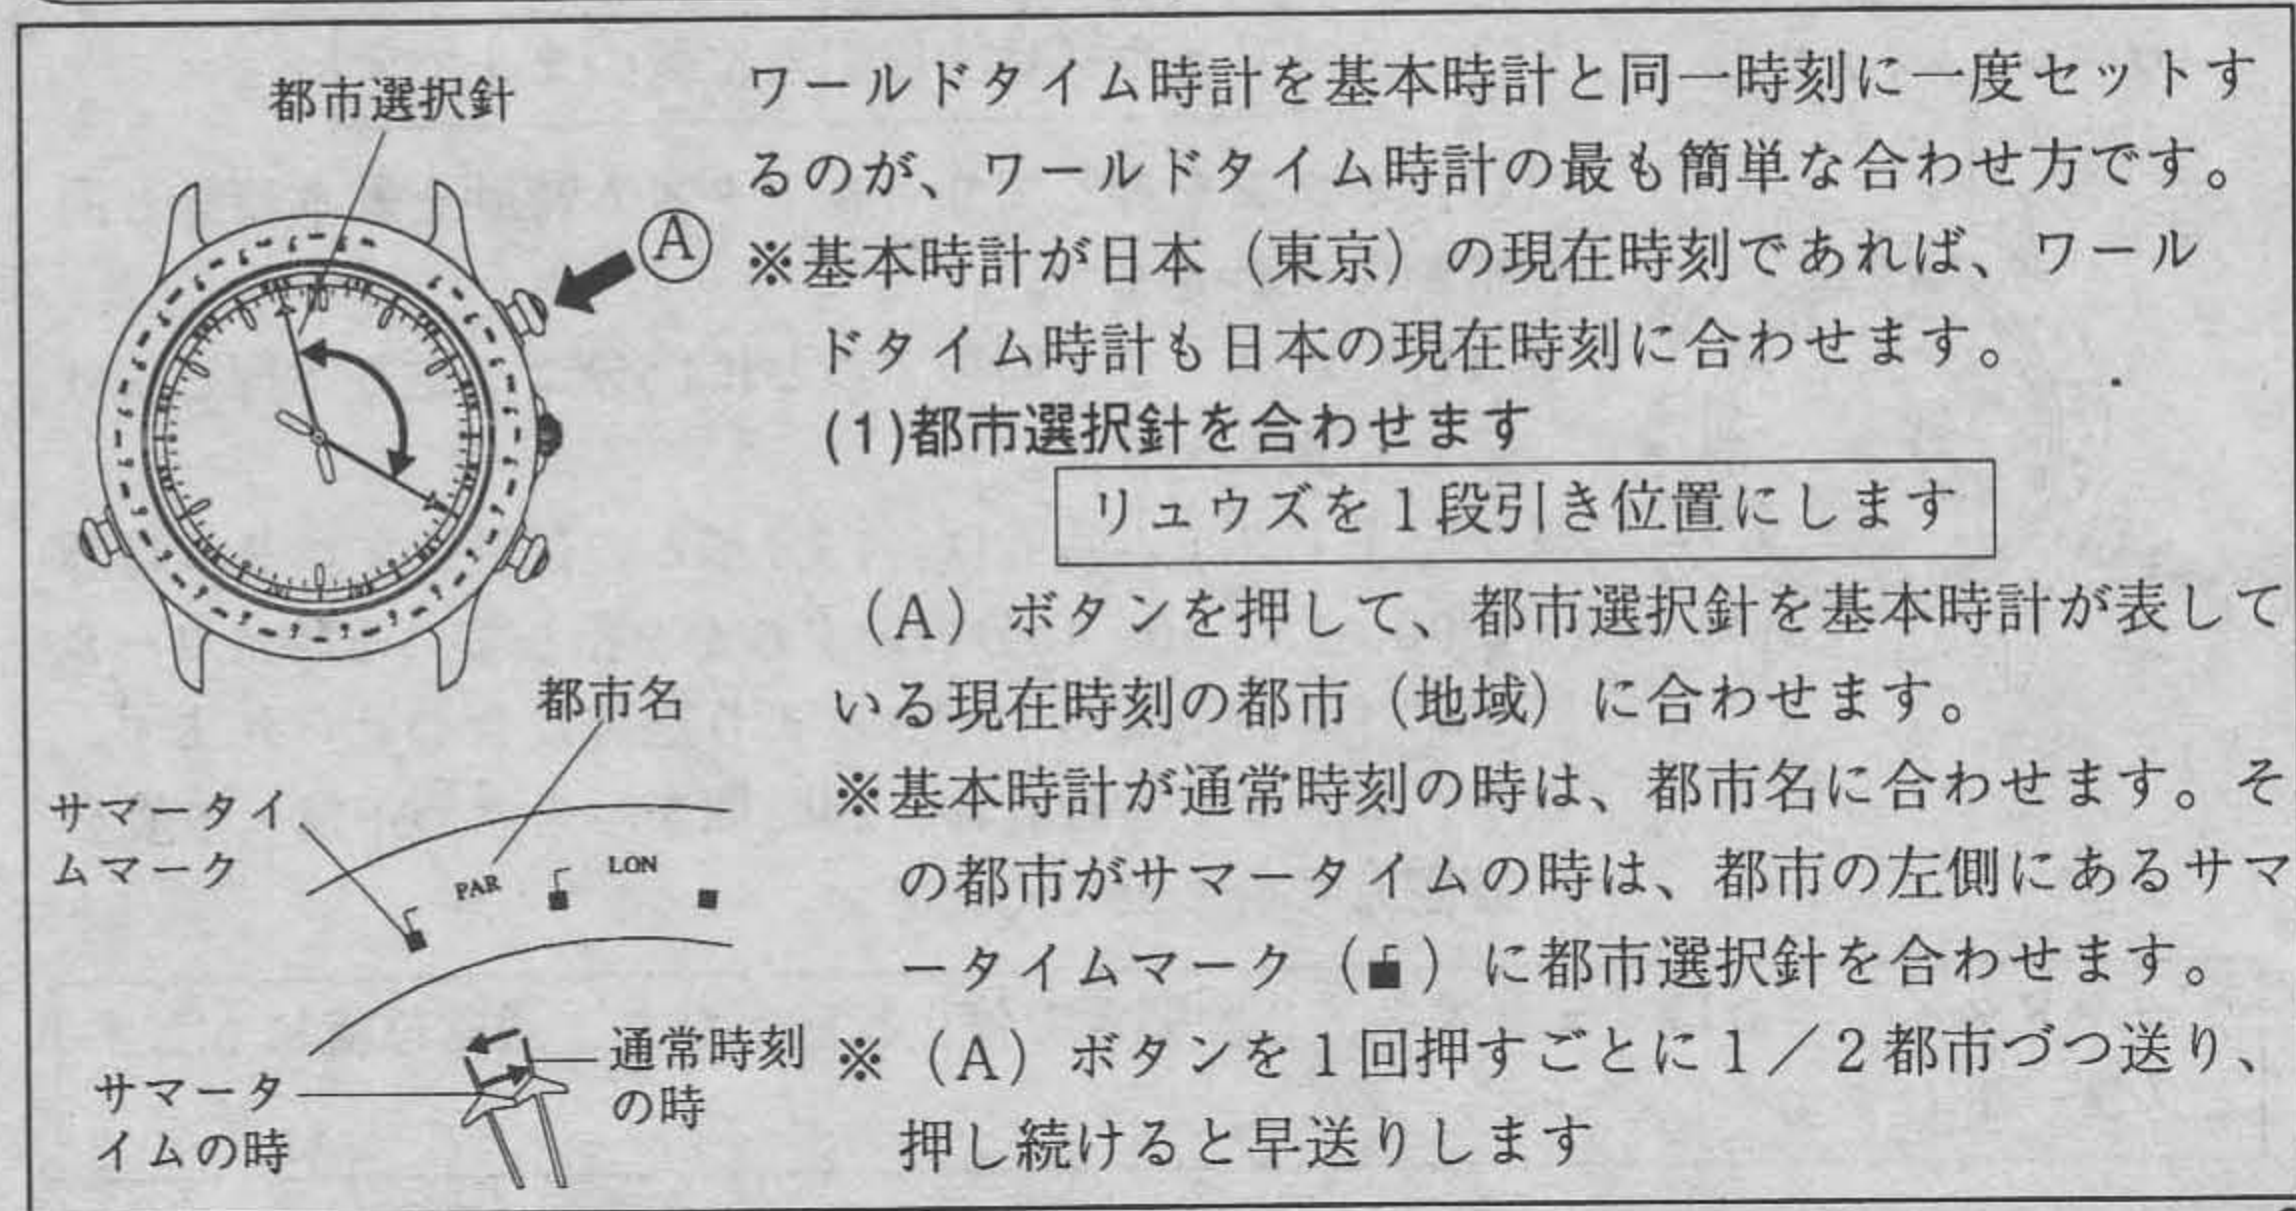 都市選択針
Ⓐ
ワールドタイム時計を基本時計と同一時刻に一度セットす
るのが、ワールドタイム時計の最も簡単な合わせ方です。
※基本時計が日本（東京）の現在時刻であれば、ワール
ドタイム時計も日本の現在時刻に合わせます。
(1)都市選択針を合わせます
リュウズを１段引き位置にします
（A）ボタンを押して、都市選択針を基本時計が表して
いる現在時刻の都市（地域）に合わせます。
※基本時計が通常時刻の時は、都市名に合わせます。そ
の都市がサマータイムの時は、都市の左側にあるサマ
ータイムマーク（）に都市選択針を合わせます。
※（A）ボタンを１回押すごとに１／２都市づつ送り、
押し続けると早送りします
都市名
サマータイ
ムマーク
PAR
LON
サマータ
イムの時
通常時刻
の時